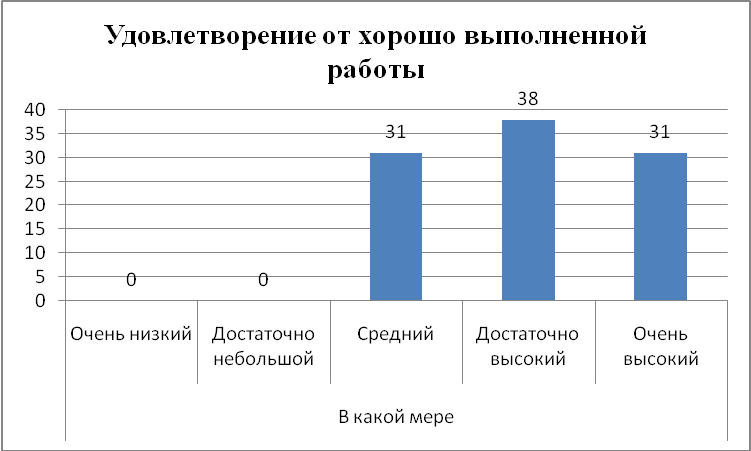 Удовлетворение от хорошо выполненной
работы
40
35
30
25
20
15
10
5
0
0
0
31
38
31
Очень низкий
Достаточно
небольшой
Средний
Достаточно
высокий
Очень
высокий
В какой мере